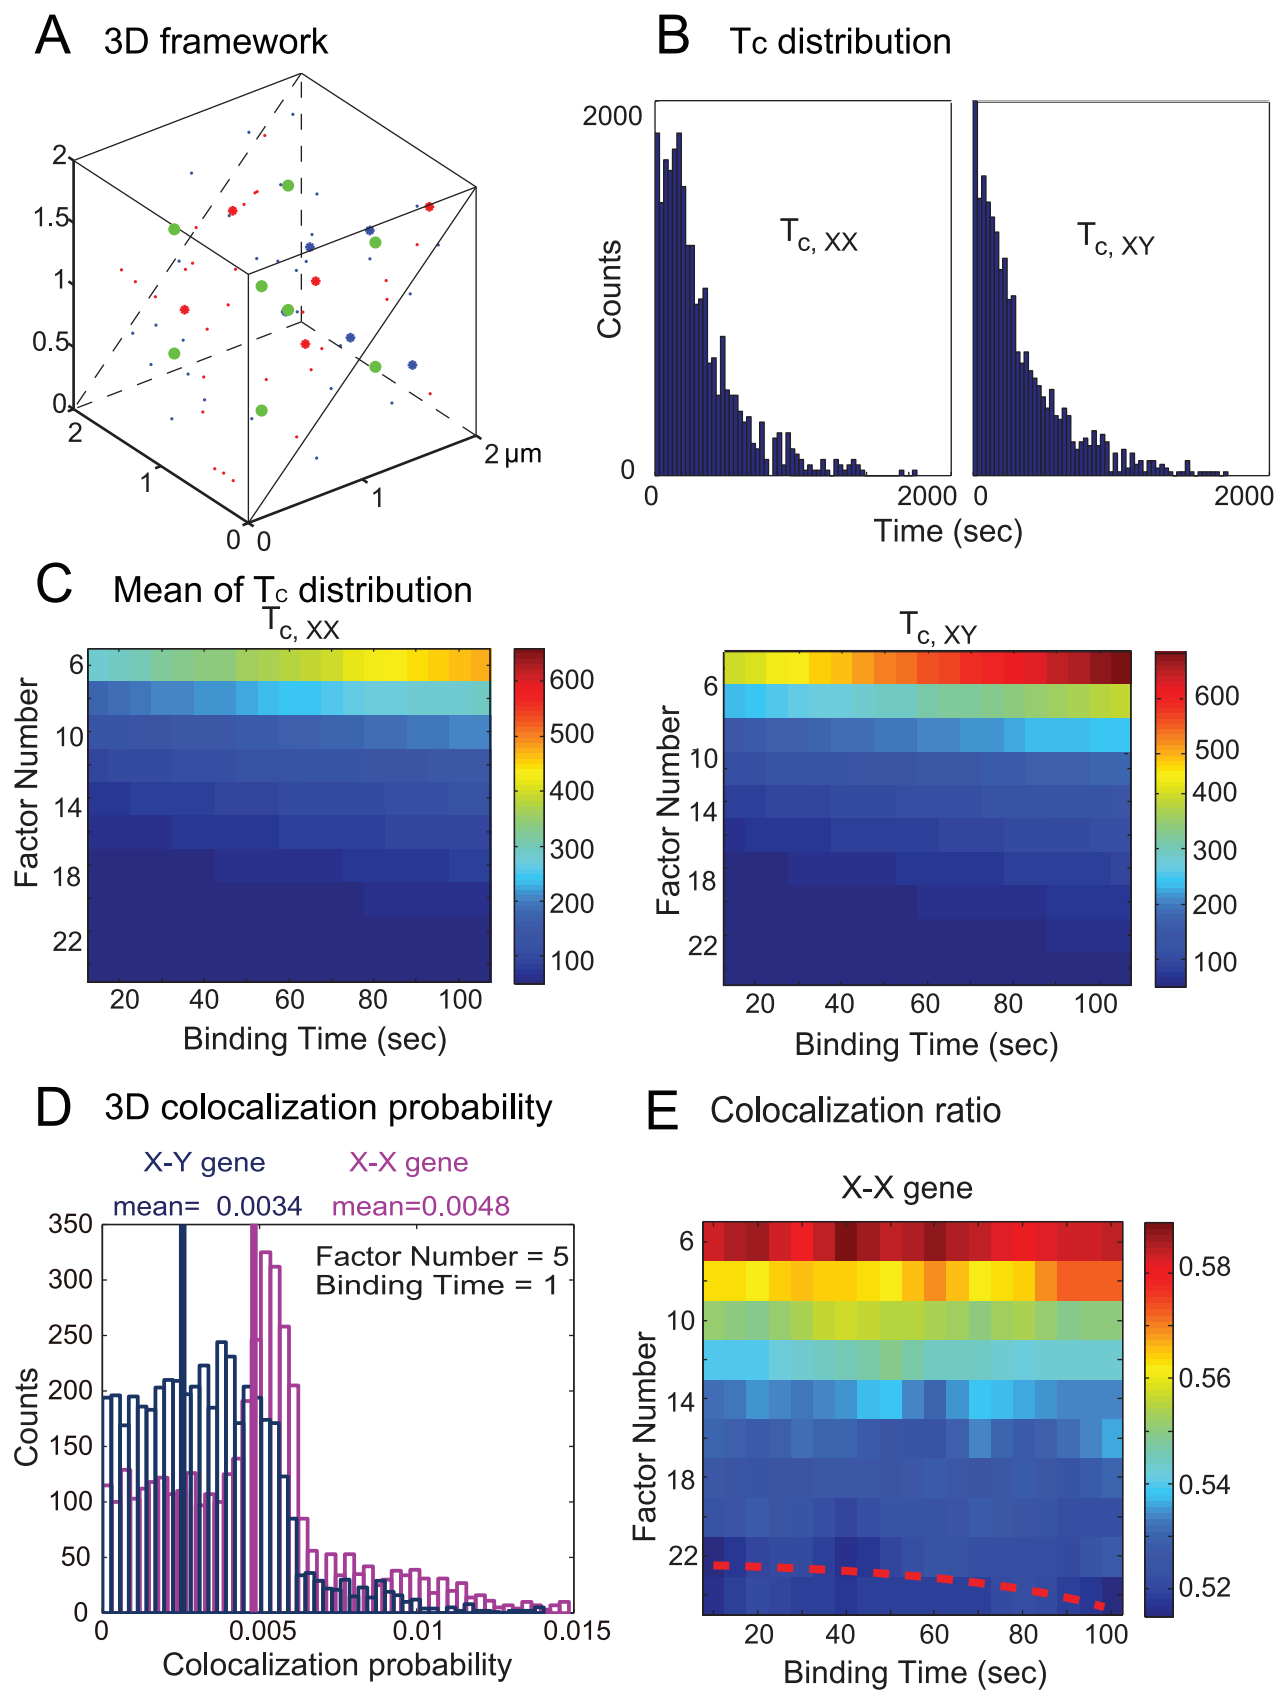 A 3D framework
2
1.5
1
0.5
0
2
1
0
0
1
2 µm
B Tc distribution
2000
Counts
0
Tc, XX
Tc, XY
0
2000
0
2000
Time (sec)
C Mean of Tc distribution
Tc, XX
Factor Number
6
10
14
18
22
20 40 60 80 100
Binding Time (sec)
600
500
400
300
200
100
Tc, XY
Factor Number
6
10
14
18
22
20 40 60 80 100
Binding Time (sec)
600
500
400
300
200
100
D 3D colocalization probability
X-Y gene X-X gene
mean= 0.0034 mean=0.0048
Factor Number = 5
Binding Time = 1
Counts
350
300
250
200
150
100
50
0
0 0.005 0.01 0.015
Colocalization probability
E Colocalization ratio
X-X gene
Factor Number
6
10
14
18
22
20 40 60 80 100
Binding Time (sec)
0.58
0.56
0.54
0.52